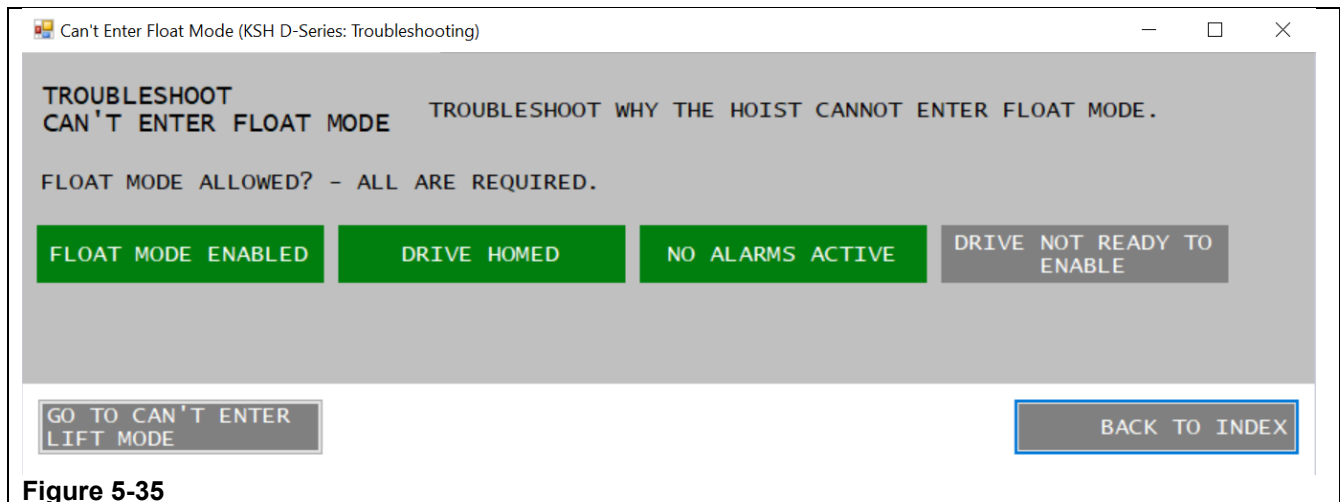 Can't Enter Float Mode (KSH D-Series: Troubleshooting)
TROUBLESHOOT
CAN'T ENTER FLOAT MODE
TROUBLESHOOT WHY THE HOIST CANNOT ENTER FLOAT MODE.
FLOAT MODE ALLOWED? - ALL ARE REQUIRED.
FLOAT MODE ENABLED
DRIVE HOMED
NO ALARMS ACTIVE
DRIVE NOT READY TO
ENABLE
GO TO CAN'T ENTER
LIFT MODE
BACK TO INDEX
Figure 5-35